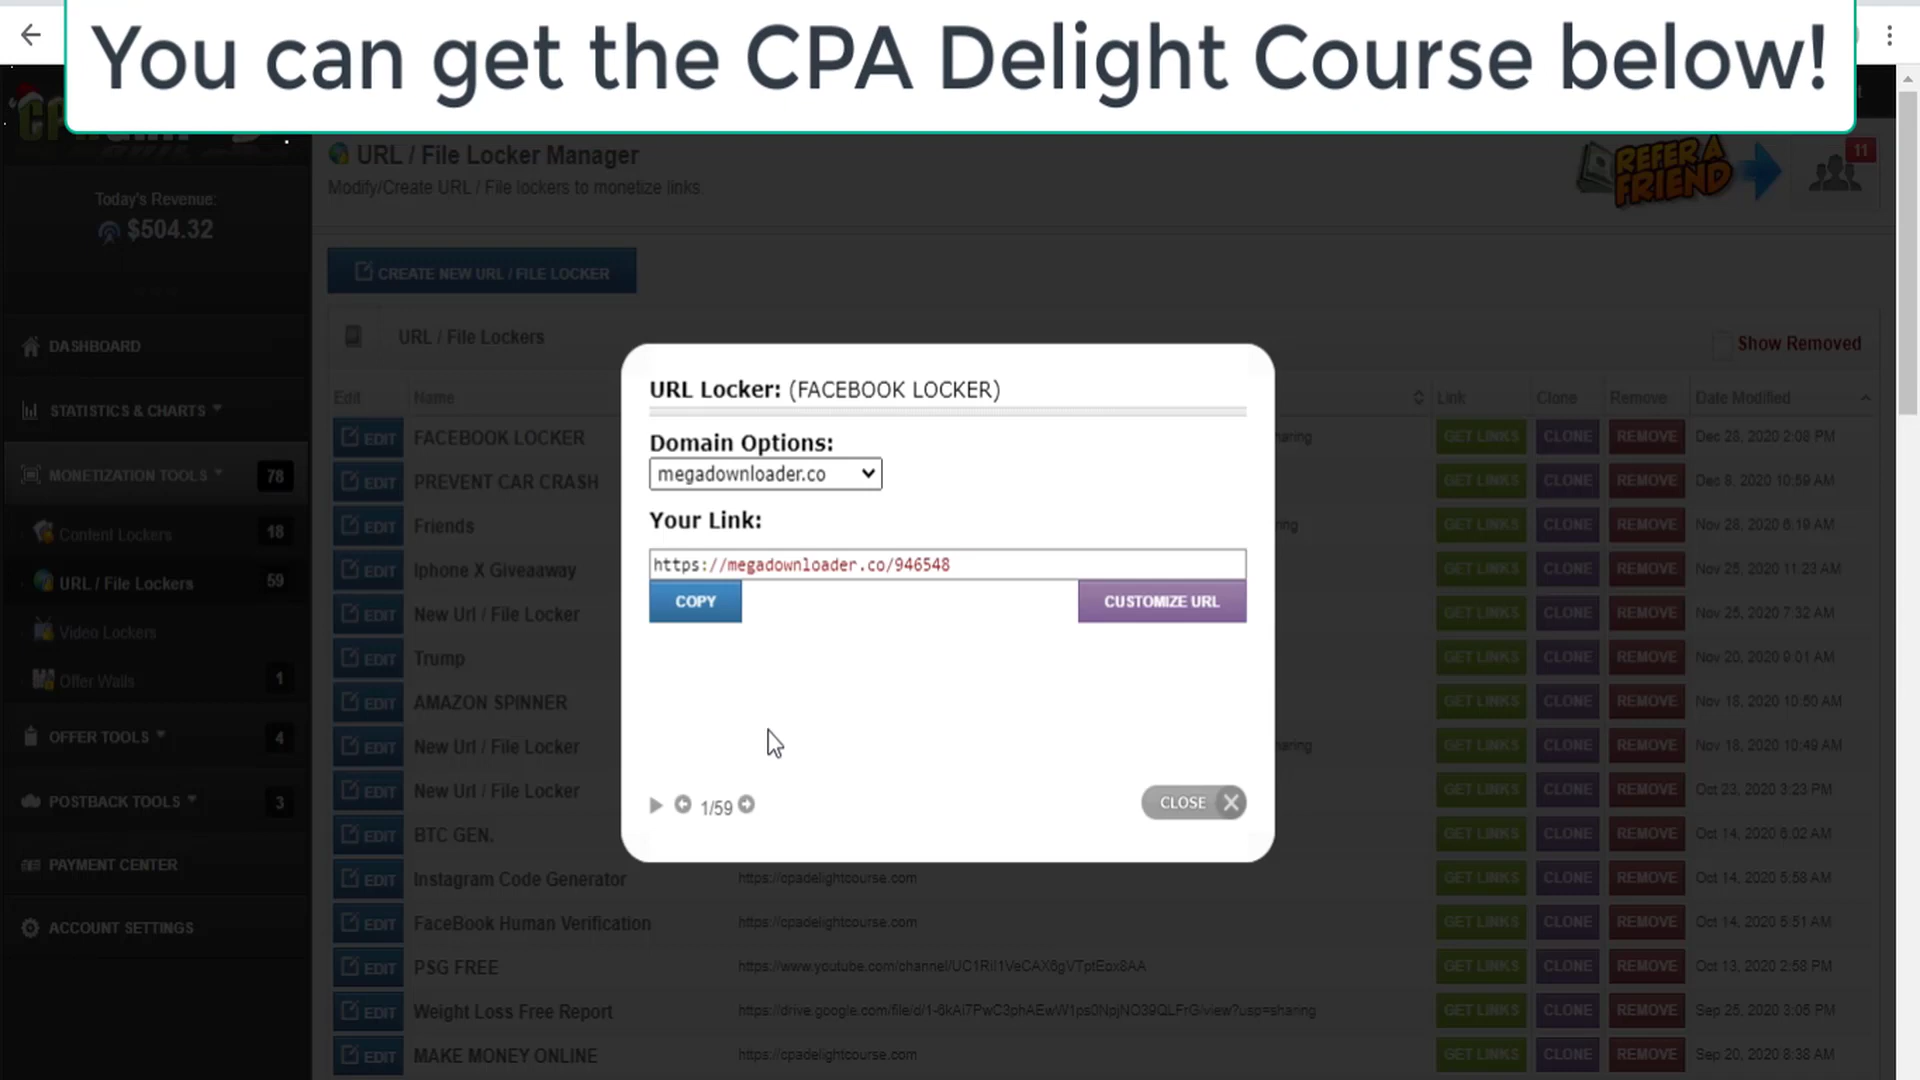 You can get the CPA Delight Course below!
URL / File Locker Manager
Modify/Create URL / File lockers to monetize links
REFER A FRIEND
11
Today's Revenue:
$504.32
CREATE NEW URL / FILE LOCKER
URL / File Lockers
Show Removed
DASHBOARD
STATISTICS & CHARTS
MONETIZATION TOOLS 78
Content Lockers 18
URL / File Lockers 59
Video Lockers
Offer Walls 1
OFFER TOOLS 4
POSTBACK TOOLS 3
PAYMENT CENTER
ACCOUNT SETTINGS
URL Locker: (FACEBOOK LOCKER)
Domain Options:
megadownloader.co
Your Link:
https://megadownloader.co/946548
COPY CUSTOMIZE URL
1/59 CLOSE
Edit Name Link Clone Remove Date Modified
EDIT FACEBOOK LOCKER haring GET LINKS CLONE REMOVE Dec 28, 2020 2:08 PM
EDIT PREVENT CAR CRASH GET LINKS CLONE REMOVE Dec 8, 2020 10:59 AM
EDIT Friends ring GET LINKS CLONE REMOVE Nov 28, 2020 6:19 AM
EDIT Iphone X Giveaaway GET LINKS CLONE REMOVE Nov 25, 2020 11:23 AM
EDIT New Url / File Locker GET LINKS CLONE REMOVE Nov 25, 2020 7:32 AM
EDIT Trump GET LINKS CLONE REMOVE Nov 20, 2020 9:01 AM
EDIT AMAZON SPINNER GET LINKS CLONE REMOVE Nov 18, 2020 10:50 AM
EDIT New Url / File Locker haring GET LINKS CLONE REMOVE Nov 18, 2020 10:49 AM
EDIT New Url / File Locker GET LINKS CLONE REMOVE Oct 23, 2020 3:23 PM
EDIT BTC GEN. GET LINKS CLONE REMOVE Oct 14, 2020 6:02 AM
EDIT Instagram Code Generator https://cpadelightcourse.com GET LINKS CLONE REMOVE Oct 14, 2020 5:58 AM
EDIT FaceBook Human Verification https://cpadelightcourse.com GET LINKS CLONE REMOVE Oct 14, 2020 5:51 AM
EDIT PSG FREE GET LINKS CLONE REMOVE Oct 13, 2020 2:58 PM
EDIT Weight Loss Free Report GET LINKS CLONE REMOVE Sep 25, 2020 3:05 PM
EDIT MAKE MONEY ONLINE https://cpadelightcourse.com GET LINKS CLONE REMOVE Sep 20, 2020 8:38 AM